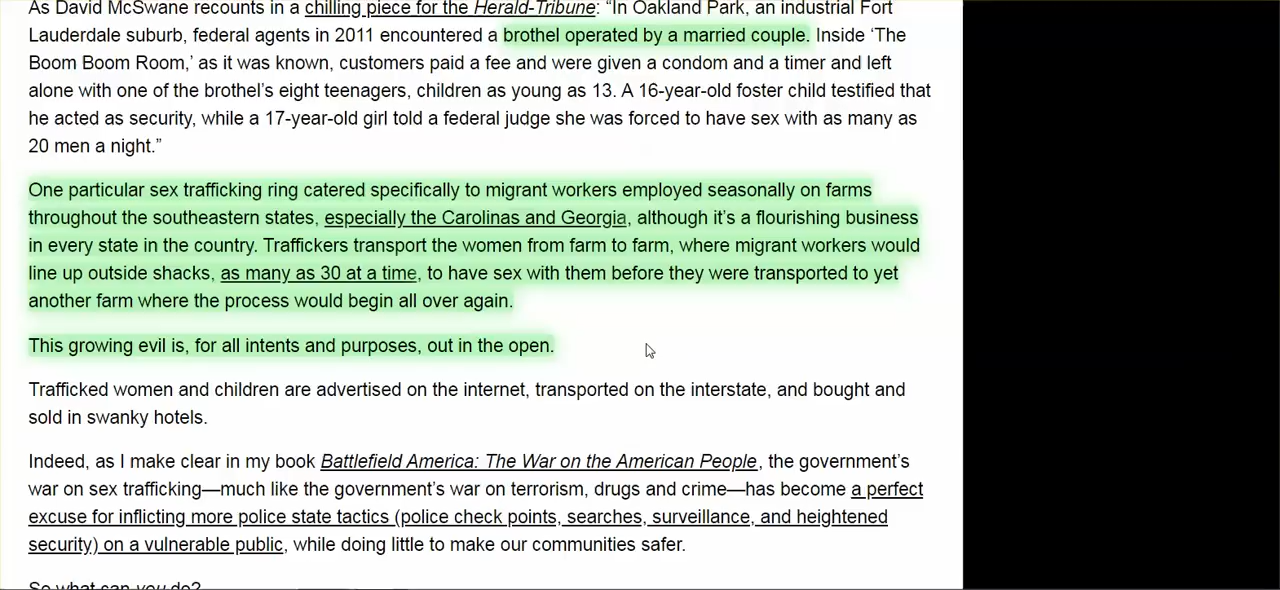 As David McSwane recounts in a chilling piece for the Herald-Tribune: “In Oakland Park, an industrial Fort
Lauderdale suburb, federal agents in 2011 encountered a brothel operated by a married couple. Inside ‘The
Boom Boom Room,’ as it was known, customers paid a fee and were given a condom and a timer and left
alone with one of the brothel’s eight teenagers, children as young as 13. A 16-year-old foster child testified that
he acted as security, while a 17-year-old girl told a federal judge she was forced to have sex with as many as
20 men a night.”
One particular sex trafficking ring catered specifically to migrant workers employed seasonally on farms
throughout the southeastern states, especially the Carolinas and Georgia, although it’s a flourishing business
in every state in the country. Traffickers transport the women from farm to farm, where migrant workers would
line up outside shacks, as many as 30 at a time, to have sex with them before they were transported to yet
another farm where the process would begin all over again.
This growing evil is, for all intents and purposes, out in the open.
Trafficked women and children are advertised on the internet, transported on the interstate, and bought and
sold in swanky hotels.
Indeed, as I make clear in my book Battlefield America: The War on the American People, the government’s
war on sex trafficking—much like the government’s war on terrorism, drugs and crime—has become a perfect
excuse for inflicting more police state tactics (police check points, searches, surveillance, and heightened
security) on a vulnerable public, while doing little to make our communities safer.
So what can you do?